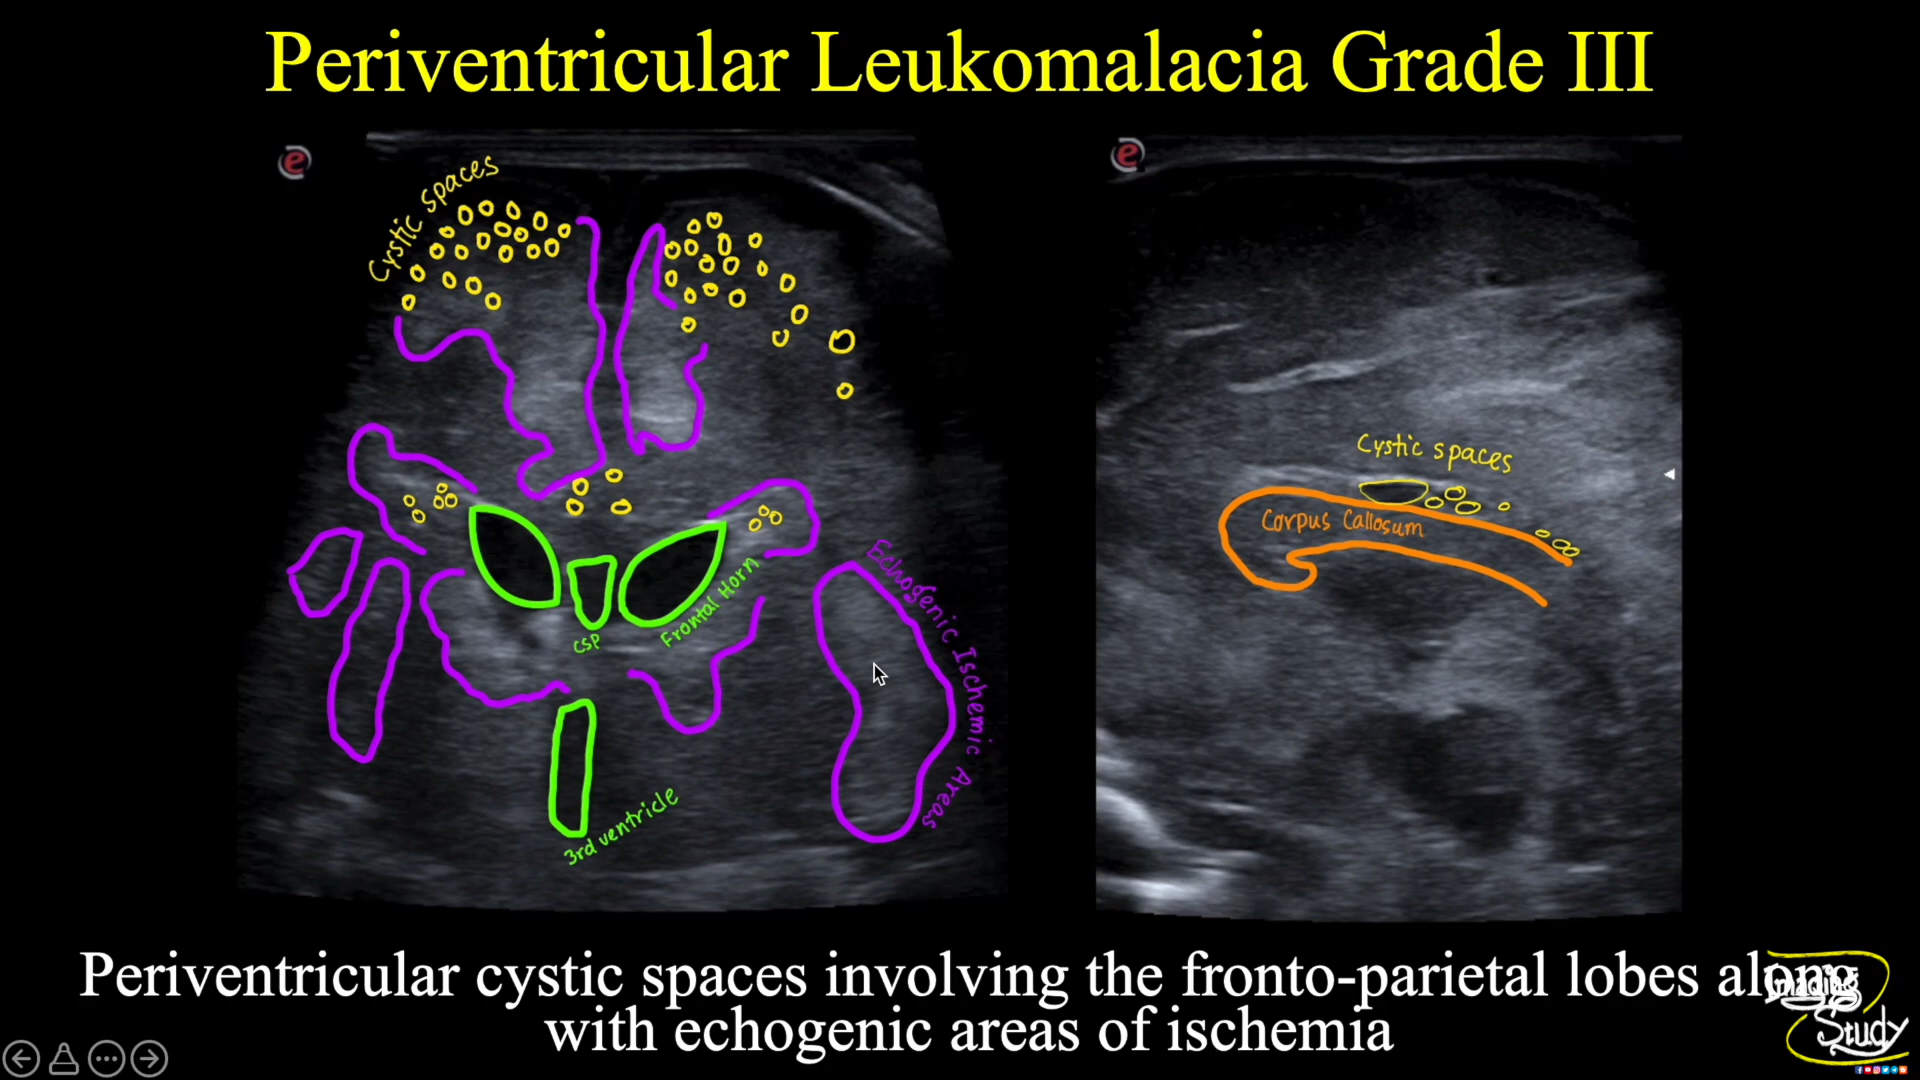 Periventricular Leukomalacia Grade III
e
e
Cystic spaces
Cystic spaces
Corpus Callosum
Echogenic Ischemic Areas
Frontal Horn
CSP
3rd ventricle
Periventricular cystic spaces involving the fronto-parietal lobes along
with echogenic areas of ischemia
Imaging
Study